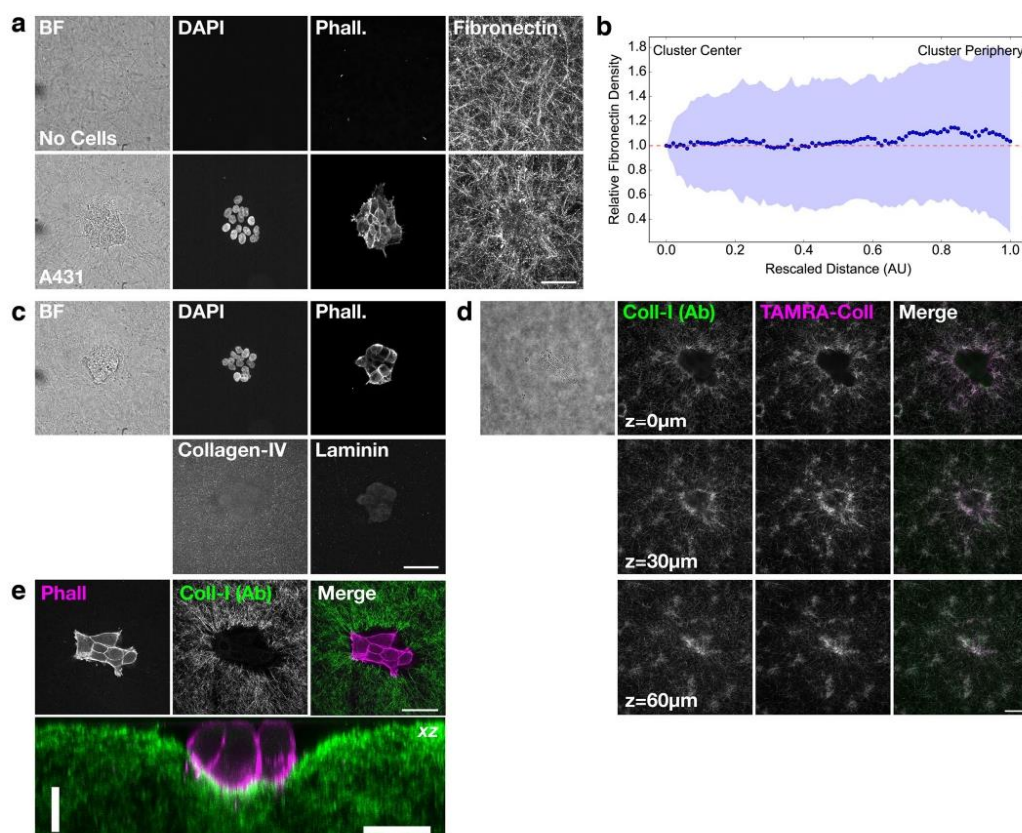 a
BF
DAPI
Phall.
Fibronectin
No Cells
A431
b
Cluster Center
Cluster Periphery
1.8
1.6
1.4
1.2
1.0
0.8
0.6
0.4
Relative Fibronectin Density
0.0 0.2 0.4 0.6 0.8 1.0
Rescaled Distance (AU)
c
BF
DAPI
Phall.
Collagen-IV
Laminin
d
Coll-I (Ab)
TAMRA-Coll
Merge
z=0μm
z=30μm
z=60μm
e
Phall
Coll-I (Ab)
Merge
xz